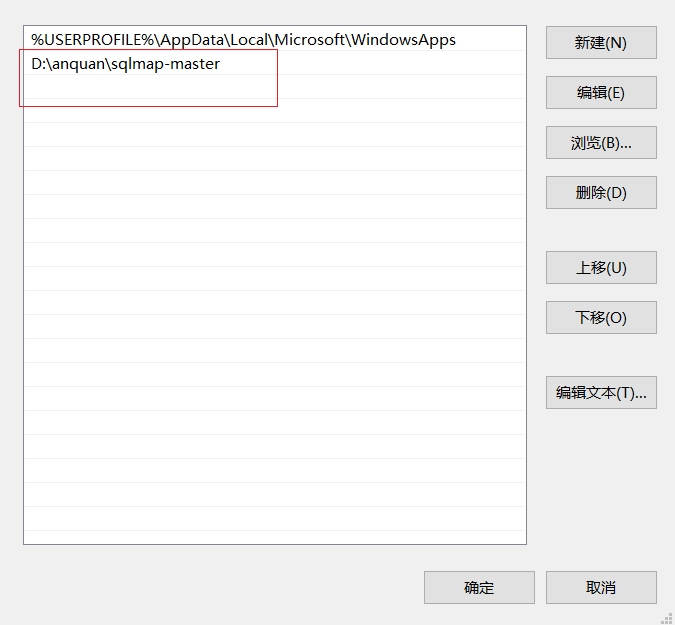 %USERPROFILE%\AppData\Local\Microsoft\WindowsApps
D:\anquan\sqlmap-master
新建(N)
编辑(E)
浏览(B)...
删除(D)
上移(U)
下移(O)
编辑文本(T)...
确定
取消